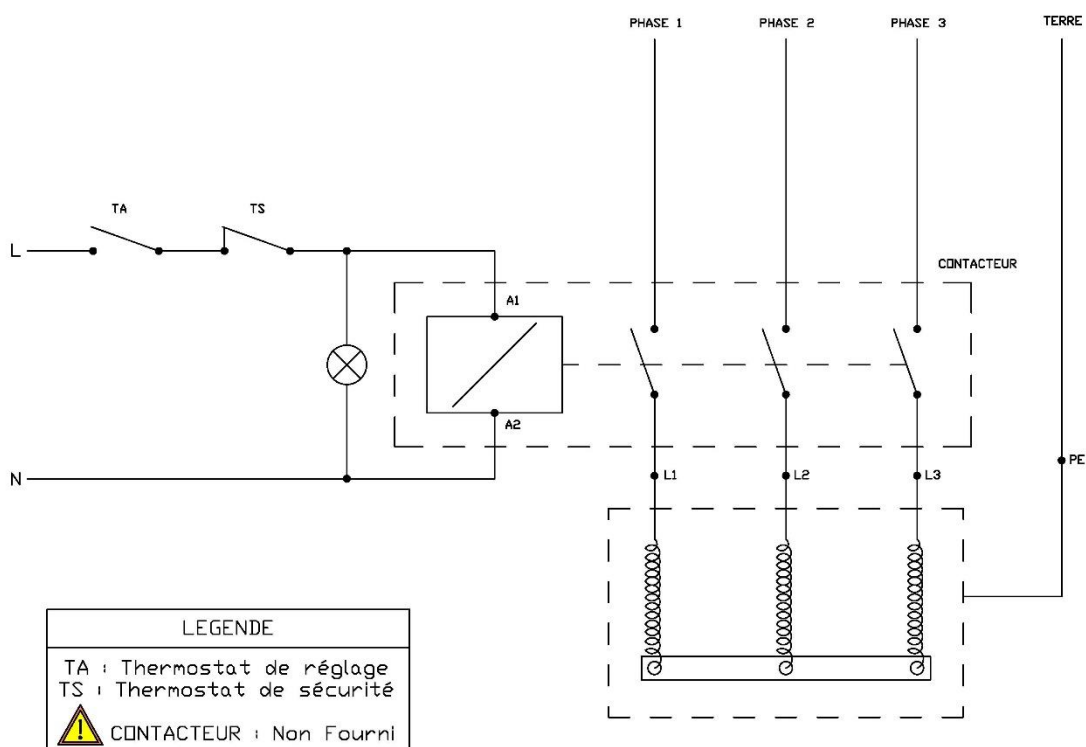 PHASE 1
PHASE 2
PHASE 3
TERRE
TA
TS
L
CONTACTEUR
A1
A2
PE
L1
L2
L3
N
LEGENDE
TA : Thermostat de réglage
TS : Thermostat de sécurité
! CONTACTEUR : Non Fourni